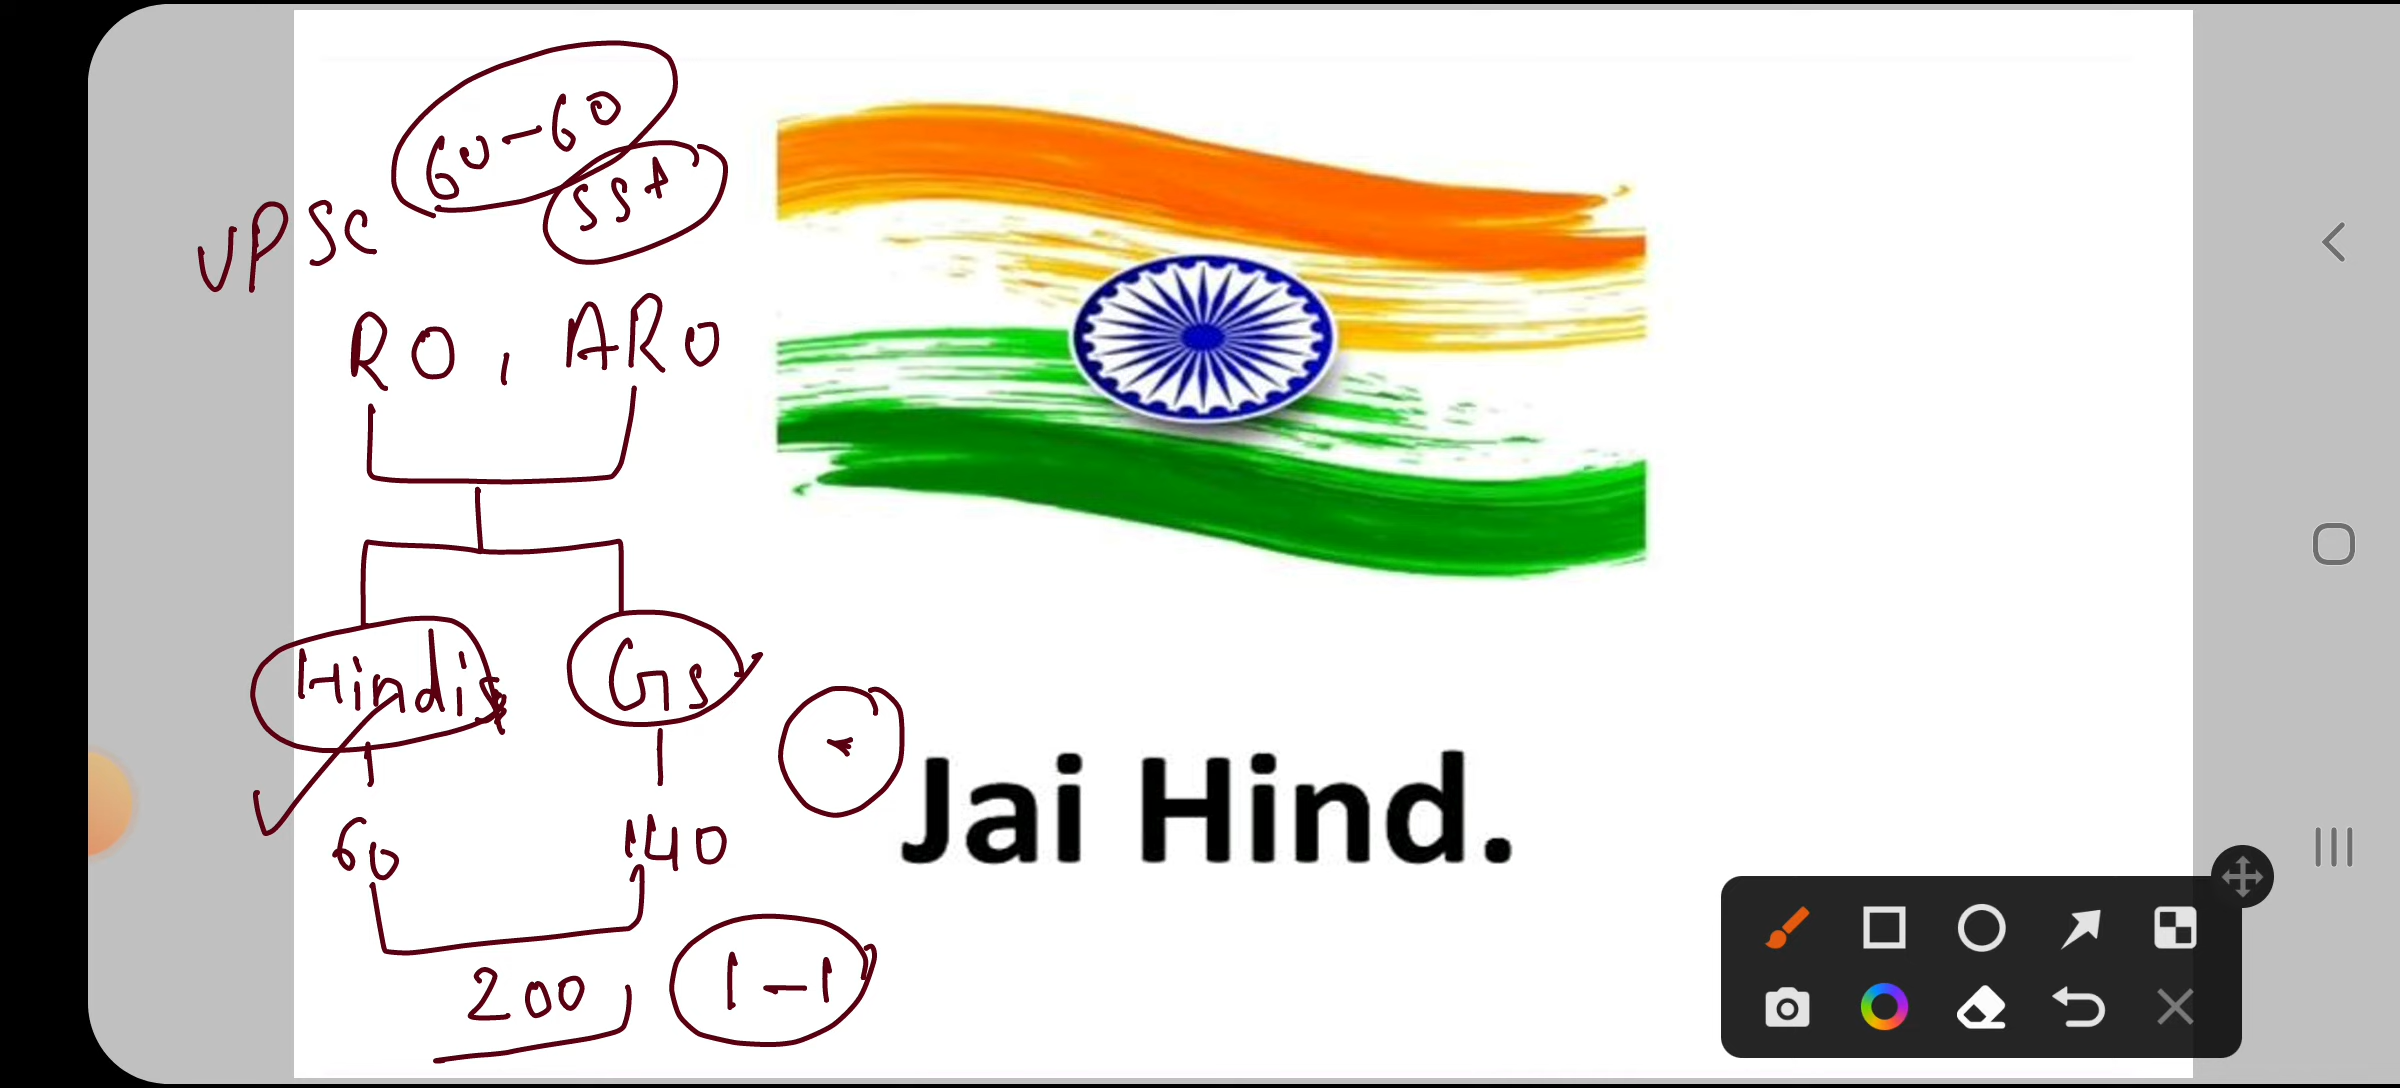 60-60
SSA
UPSC
RO, ARO
Hindi Gs
60 140
200 1-1
Jai Hind.